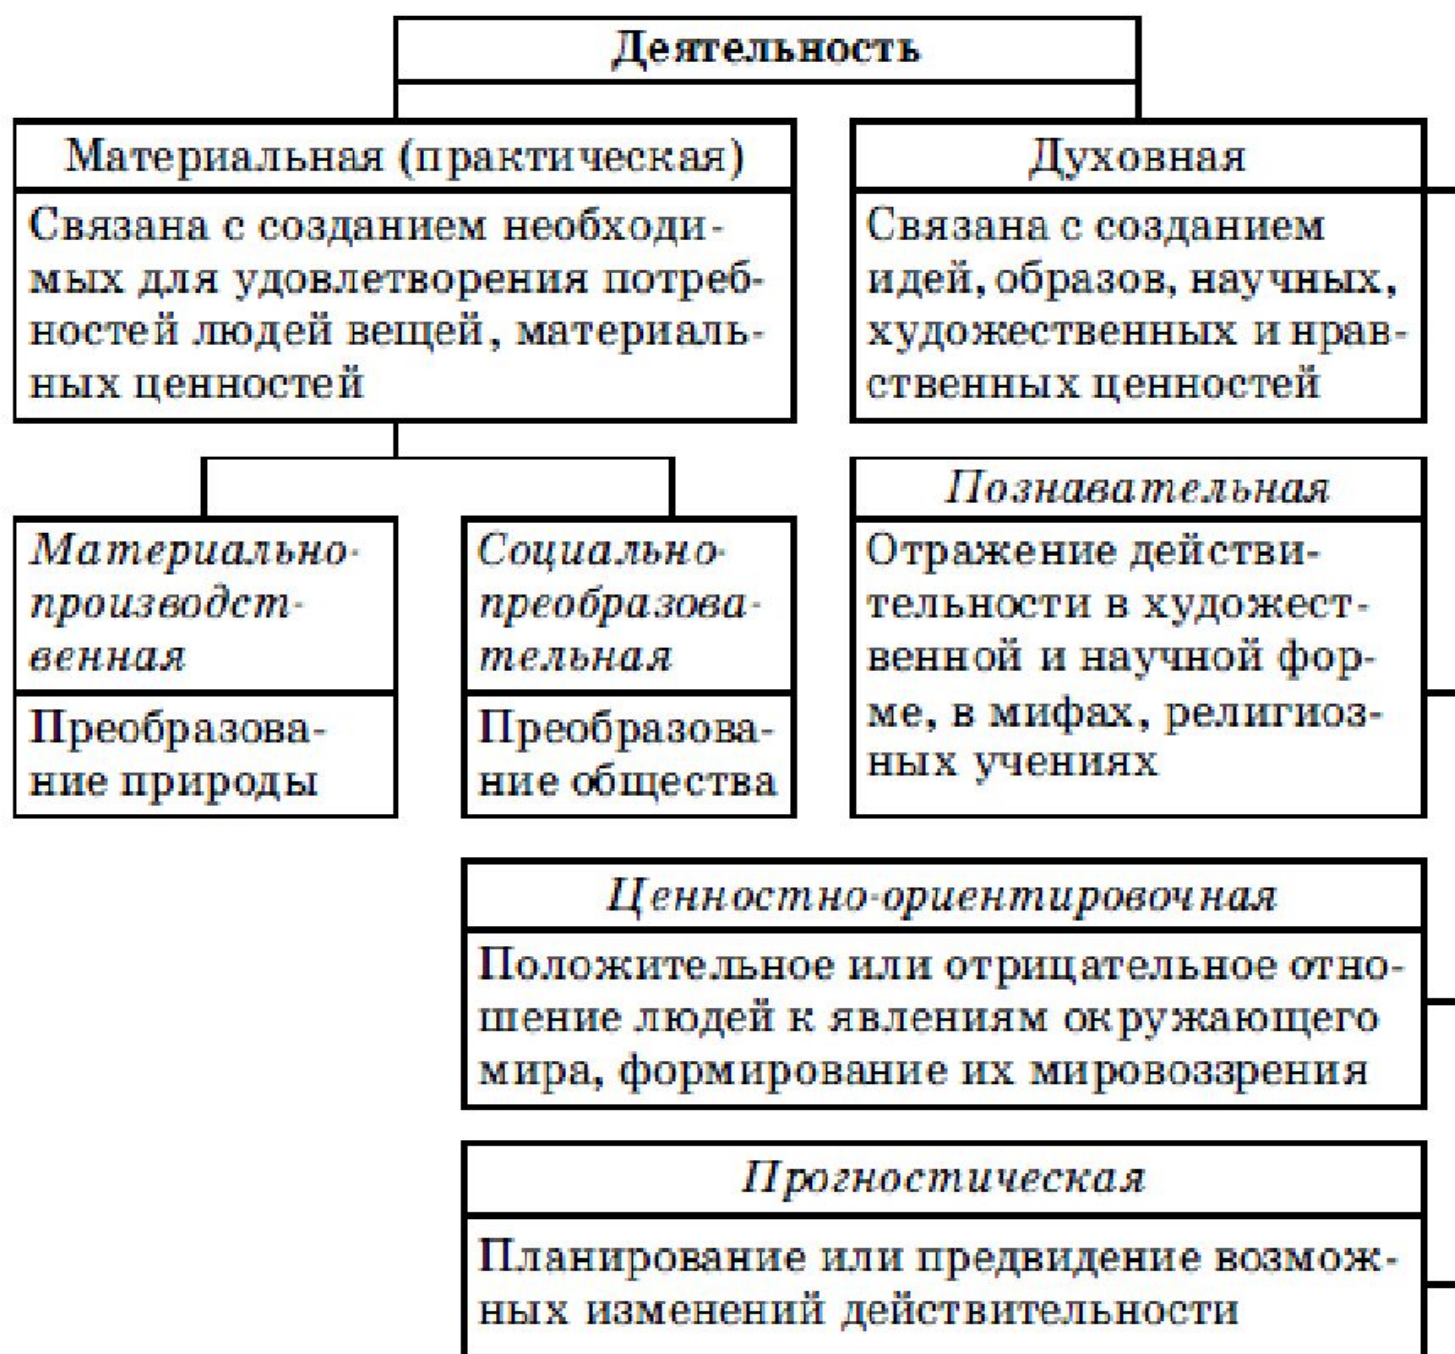 Деятельность
Материальная (практическая)
Связана с созданием необходи-
мых для удовлетворения потреб-
ностей людей вещей, материаль-
ных ценностей
Духовная
Связана с созданием
идей, образов, научных,
художественных и нрав-
ственных ценностей
Материально-
производст-
венная
Преобразова-
ние природы
Социально-
преобразова-
тельная
Преобразова-
ние общества
Познавательная
Отражение действи-
тельности в художест-
венной и научной фор-
ме, в мифах, религиоз-
ных учениях
Ценностно-ориентировочная
Положительное или отрицательное отно-
шение людей к явлениям окружающего
мира, формирование их мировоззрения
Прогностическая
Планирование или предвидение возмож-
ных изменений действительности